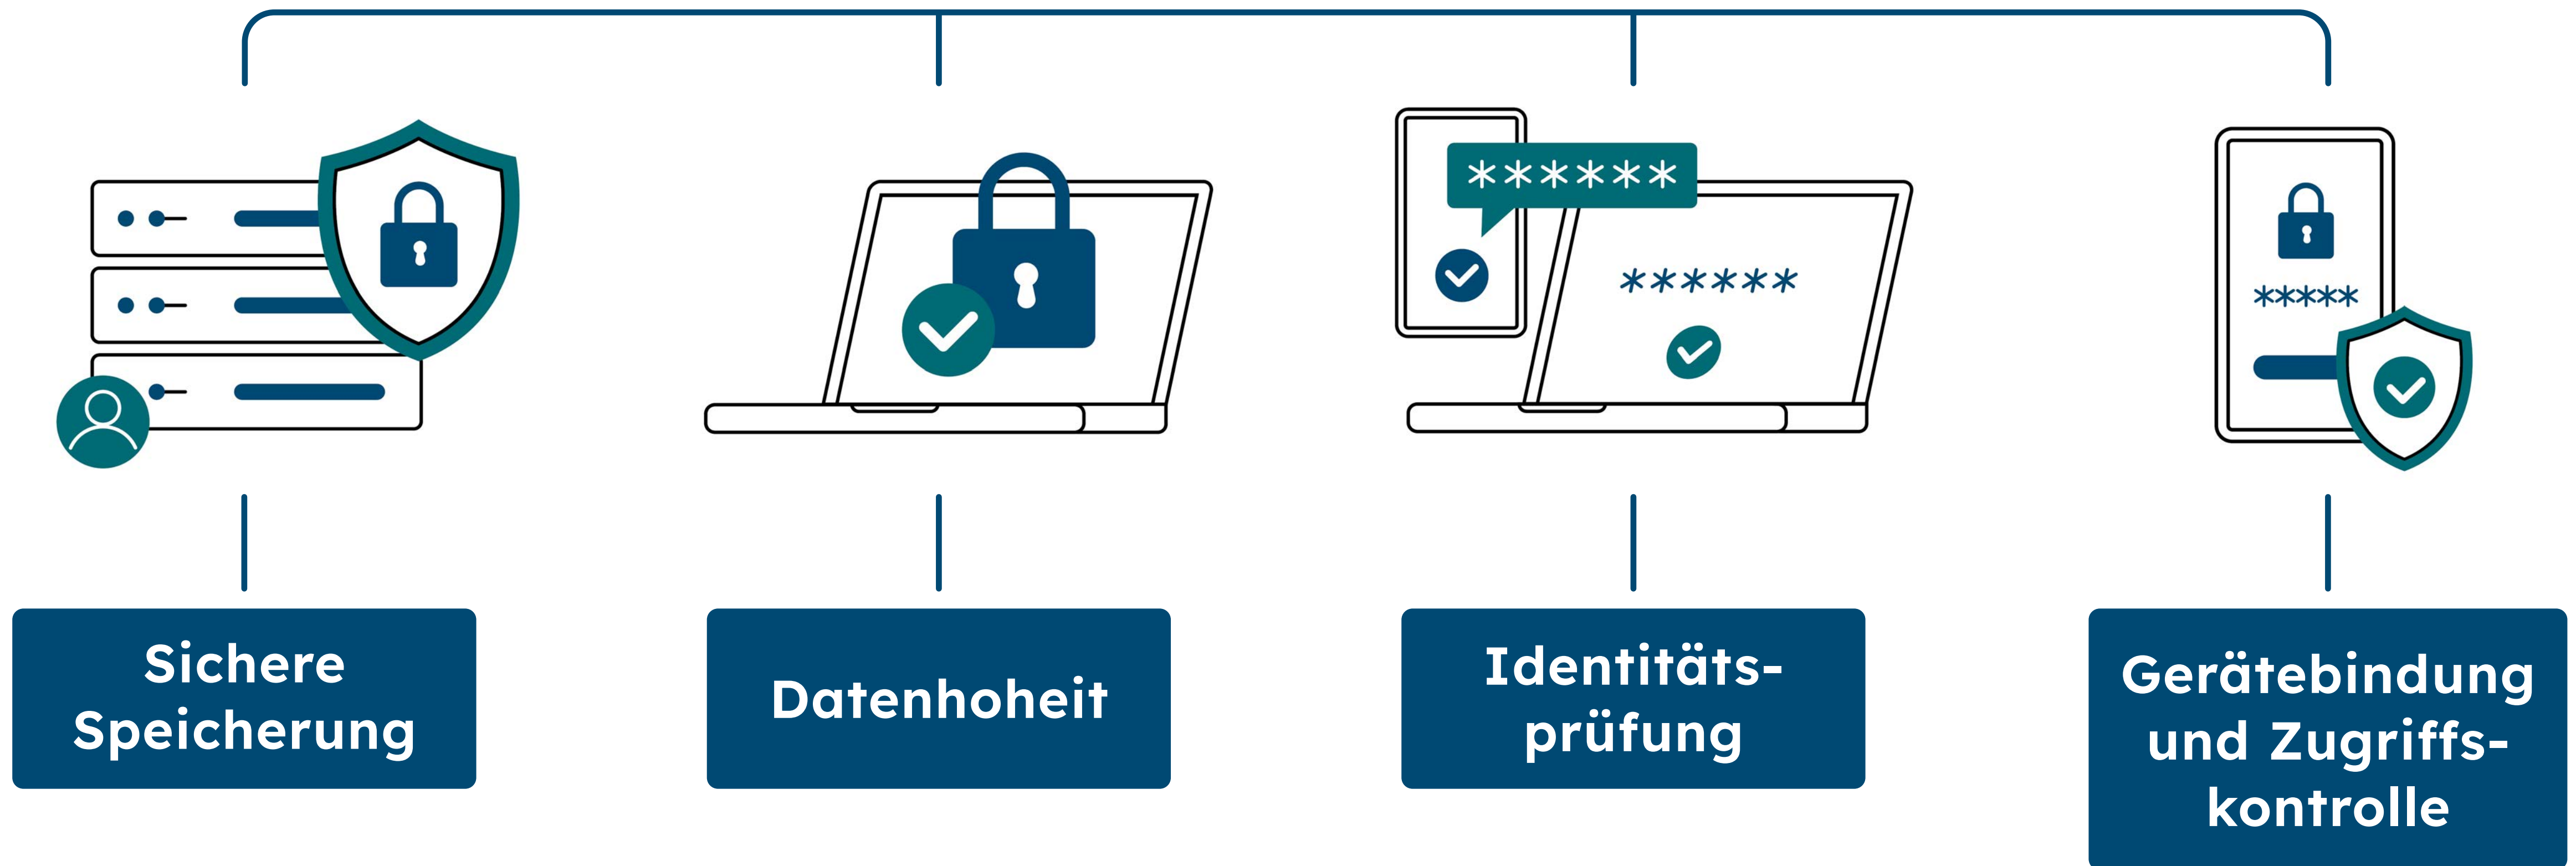 ******
******
*****
Sichere
Speicherung
Datenhoheit
Identitäts-
prüfung
Gerätebindung
und Zugriffs-
kontrolle